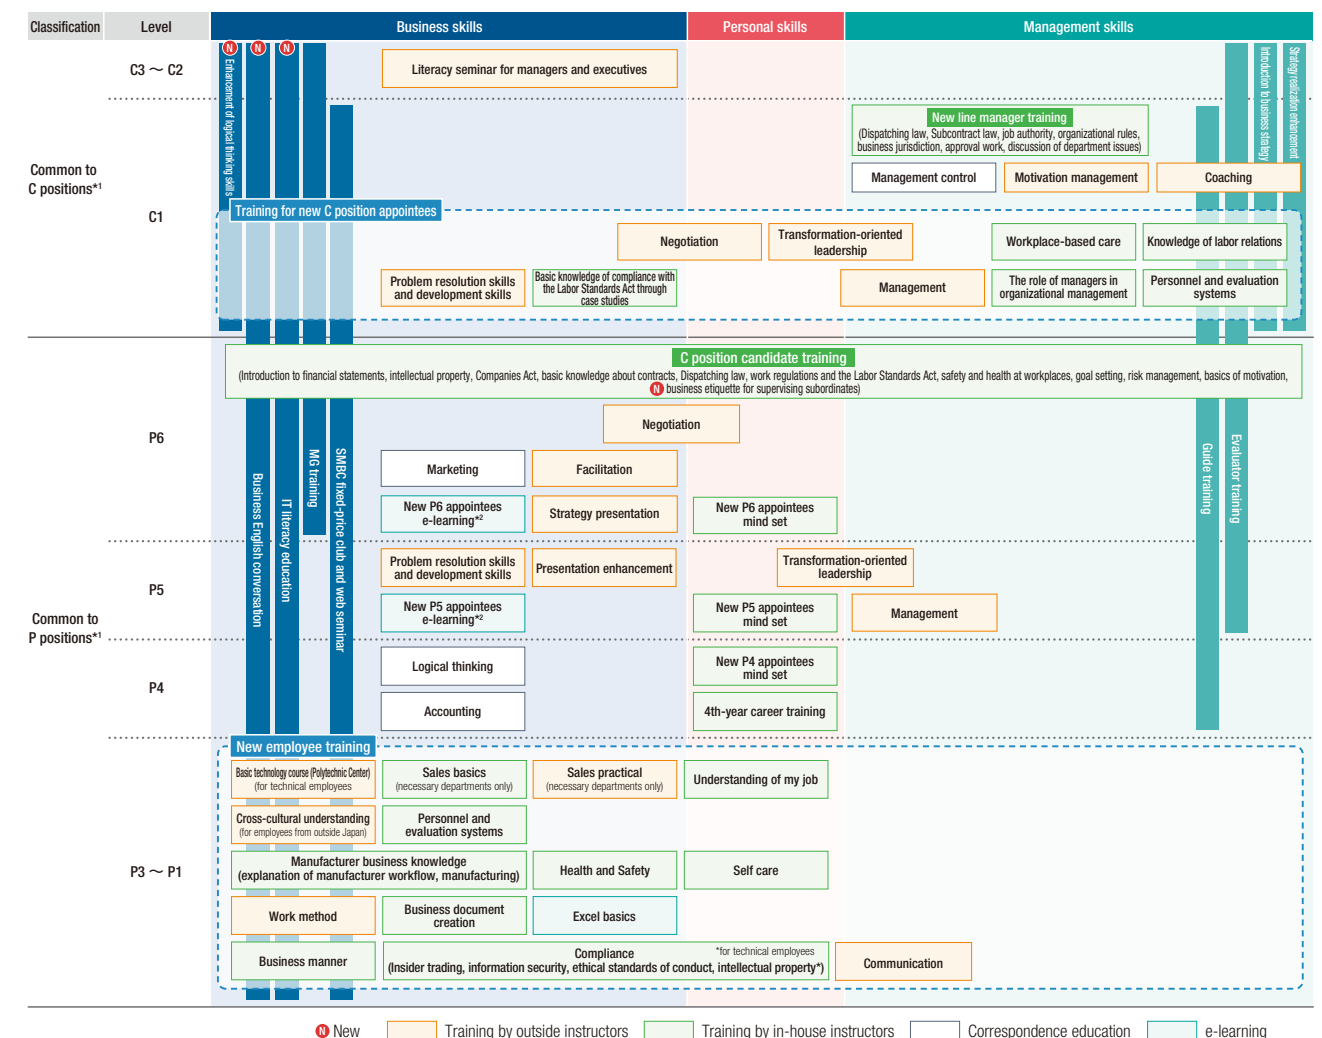 Classification
Level
Business skills
Personal skills
Management skills
N
N
N
Enhancement of logical thinking skills
Business English conversation
IT literacy education
MG training
SMBC fixed-price club and web seminar
Guide training
Evaluator training
Introduction to business strategy
Strategy realization enhancement
C3 ～ C2
Literacy seminar for managers and executives
Common to
C positions*1
C1
New line manager training
(Dispatching law, Subcontract law, job authority, organizational rules,
business jurisdiction, approval work, discussion of department issues)
Management control
Motivation management
Coaching
Training for new C position appointees
Negotiation
Transformation-oriented
leadership
Workplace-based care
Knowledge of labor relations
Problem resolution skills
and development skills
Basic knowledge of compliance with
the Labor Standards Act through
case studies
Management
The role of managers in
organizational management
Personnel and evaluation
systems
C position candidate training
(Introduction to financial statements, intellectual property, Companies Act, basic knowledge about contracts, Dispatching law, work regulations and the Labor Standards Act, safety and health at workplaces, goal setting, risk management, basics of motivation,
N business etiquette for supervising subordinates)
Common to
P positions*1
P6
Negotiation
Marketing
Facilitation
New P6 appointees
e-learning*2
Strategy presentation
New P6 appointees
mind set
P5
Problem resolution skills
and development skills
Presentation enhancement
Transformation-oriented
leadership
New P5 appointees
e-learning*2
New P5 appointees
mind set
Management
P4
Logical thinking
New P4 appointees
mind set
Accounting
4th-year career training
P3 ～ P1
New employee training
Basic technology course (Polytechnic Center)
(for technical employees
Sales basics
(necessary departments only)
Sales practical
(necessary departments only)
Understanding of my job
Cross-cultural understanding
(for employees from outside Japan)
Personnel and
evaluation systems
Manufacturer business knowledge
(explanation of manufacturer workflow, manufacturing)
Health and Safety
Self care
Work method
Business document
creation
Excel basics
Business manner
Compliance
*for technical employees
(Insider trading, information security, ethical standards of conduct, intellectual property*)
Communication
N New
Training by outside instructors
Training by in-house instructors
Correspondence education
e-learning